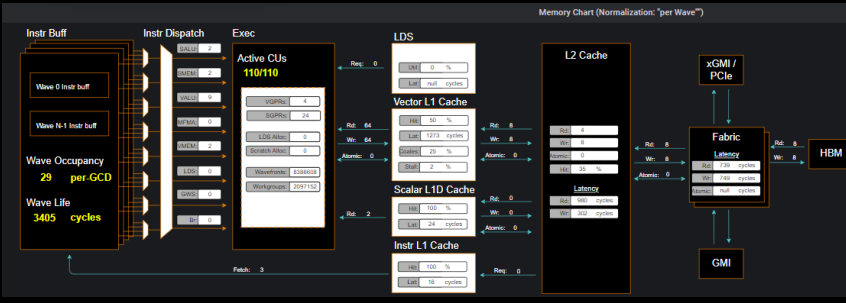 Memory Chart (Normalization: "per Wave"")
Instr Buff
Instr Dispatch
Exec
LDS
L2 Cache
xGMI /
PCIe
Wave 0 Instr buff
Wave N-1 Instr buff
Wave Occupancy
29 per-GCD
Wave Life
3405 cycles
SALU: 2
SMEM: 2
VALU: 9
MFMA: 0
VMEM: 2
LDS: 0
GWS: 0
Br: 0
Active CUs
110/110
VGPRs: 4
SGPRs: 24
LDS Alloc: 0
Scratch Alloc: 0
Wavefronts: 8388608
Workgroups: 2097152
Req: 0
Util: 0 %
Lat: null cycles
Vector L1 Cache
Rd: 64
Wr: 64
Atomic: 0
Hit: 50 %
Lat: 1273 cycles
Coales: 25 %
Stall: 2 %
Rd: 8
Wr: 8
Atomic: 0
Scalar L1D Cache
Rd: 2
Hit: 100 %
Lat: 24 cycles
Rd: 0
Wr: 0
Atomic: 0
Instr L1 Cache
Fetch: 3
Hit: 100 %
Lat: 18 cycles
Req: 0
Rd: 4
Wr: 8
Atomic: 0
Hit: 35 %
Latency
Rd: 980 cycles
Wr: 302 cycles
Rd: 8
Wr: 8
Atomic: 0
Fabric
Latency
Rd: 739 cycles
Wr: 749 cycles
Atomic: null cycles
Rd: 8
Wr: 8
HBM
GMI